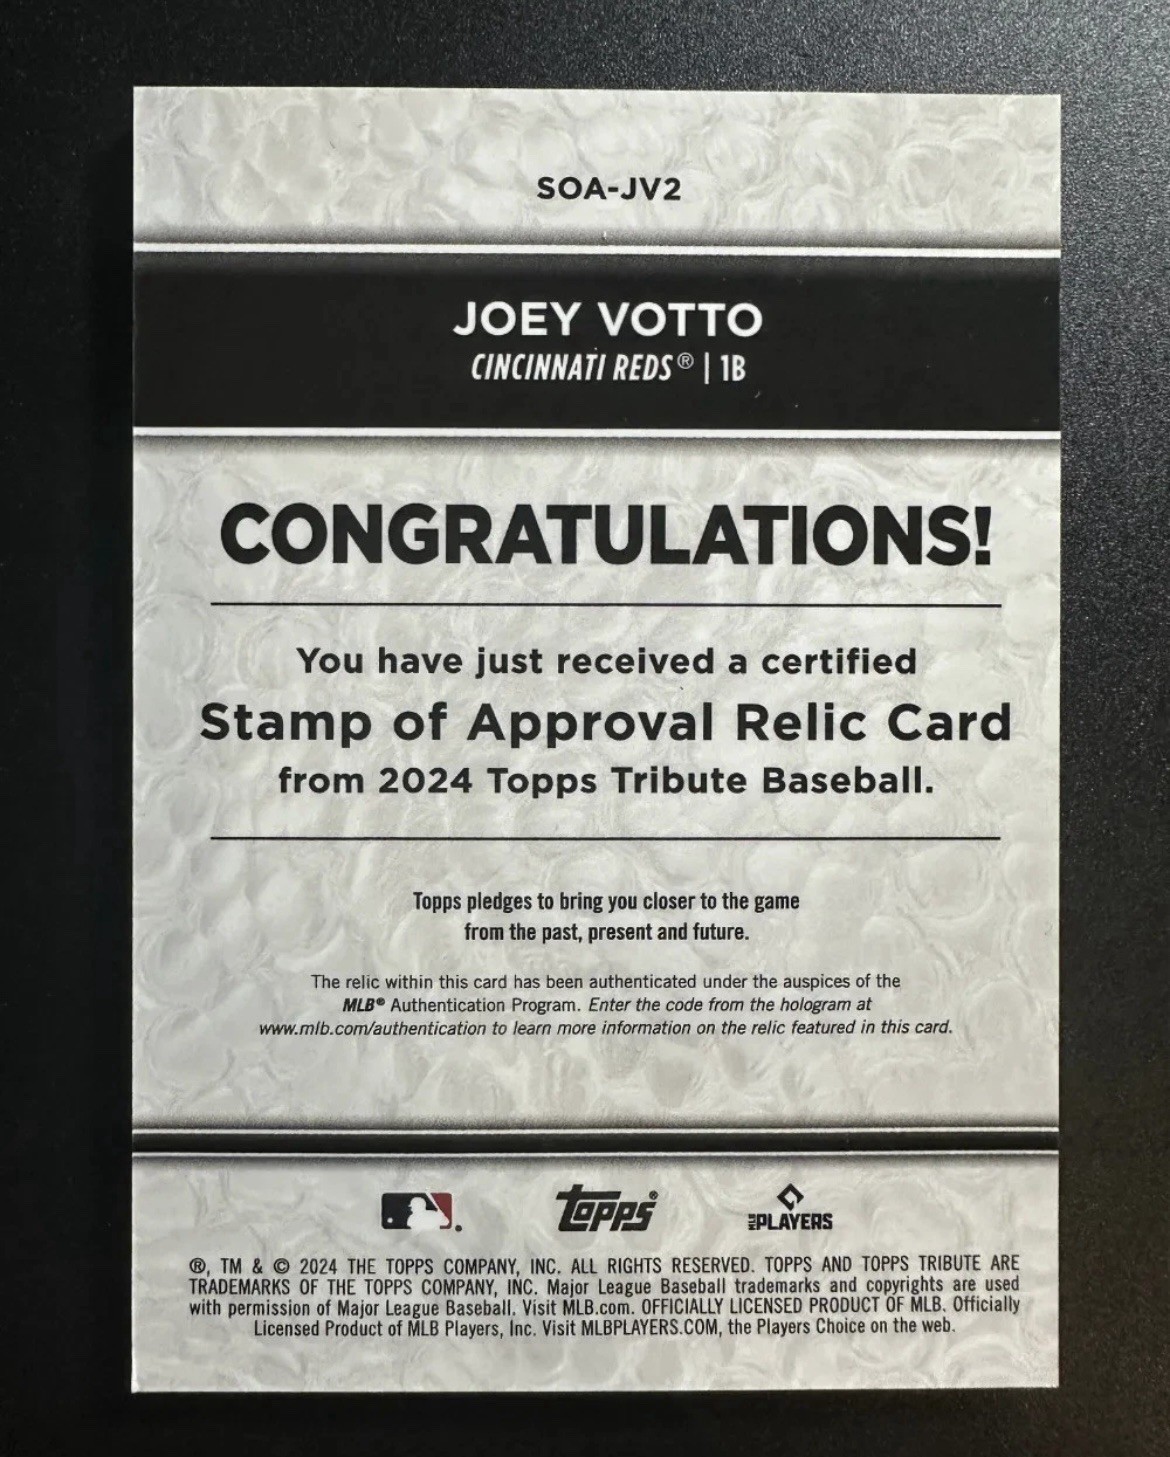 SOA-JV2
JOEY VOTTO
CINCINNATI REDS® | 1B
CONGRATULATIONS!
You have just received a certified
Stamp of Approval Relic Card
from 2024 Topps Tribute Baseball.
Topps pledges to bring you closer to the game
from the past, present and future.
The relic within this card has been authenticated under the auspices of the
MLB® Authentication Program. Enter the code from the hologram at
www.mlb.com/authentication to learn more information on the relic featured in this card.
Topps®
MLB PLAYERS
®, TM & © 2024 THE TOPPS COMPANY, INC. ALL RIGHTS RESERVED. TOPPS AND TOPPS TRIBUTE ARE
TRADEMARKS OF THE TOPPS COMPANY, INC. Major League Baseball trademarks and copyrights are used
with permission of Major League Baseball. Visit MLB.com. OFFICIALLY LICENSED PRODUCT OF MLB. Officially
Licensed Product of MLB Players, Inc. Visit MLBPLAYERS.COM, the Players Choice on the web.